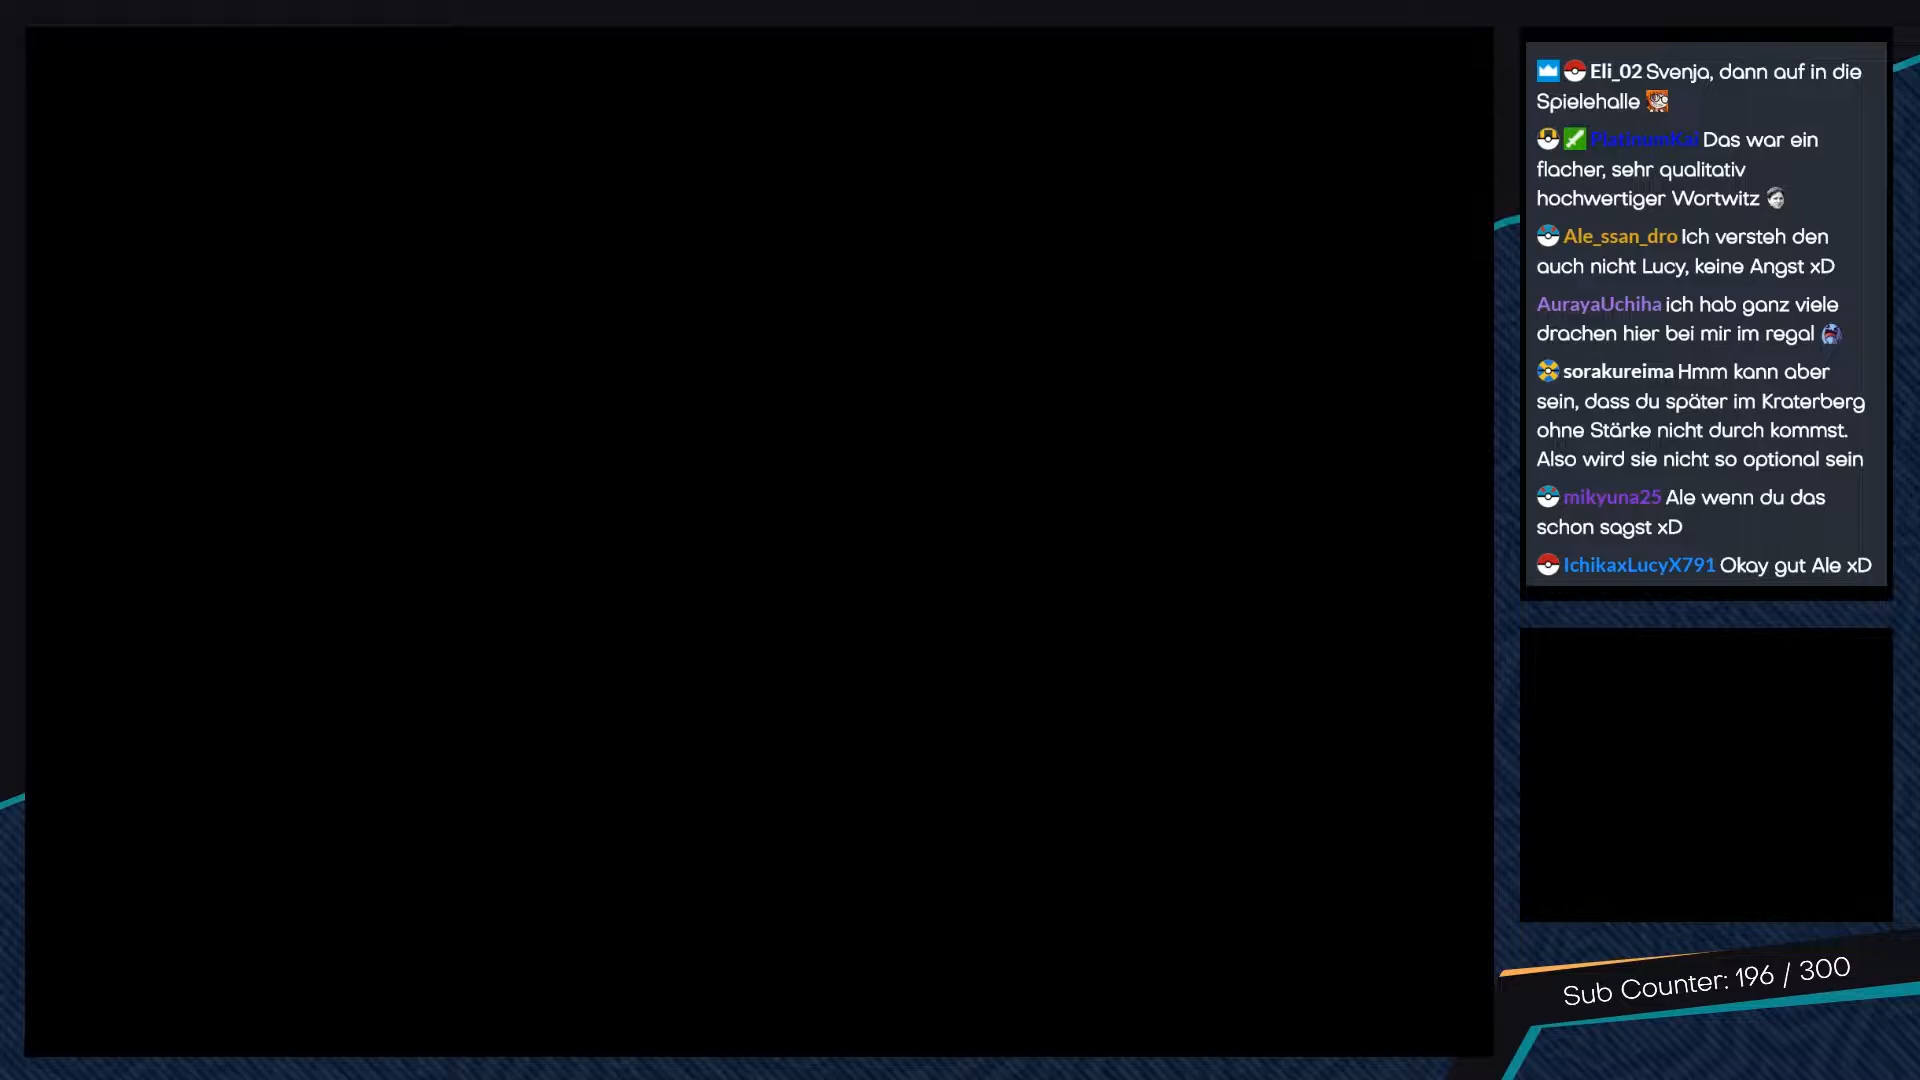 Eli_02 Svenja, dann auf in die
Spielehalle
PlatinumKai Das war ein
flacher, sehr qualitativ
hochwertiger Wortwitz
Ale_ssan_dro Ich versteh den
auch nicht Lucy, keine Angst xD
AurayaUchiha ich hab ganz viele
drachen hier bei mir im regal
sorakureima Hmm kann aber
sein, dass du später im Kraterberg
ohne Stärke nicht durch kommst.
Also wird sie nicht so optional sein
mikyuna25 Ale wenn du das
schon sagst xD
IchikaxLucyX791 Okay gut Ale xD
Sub Counter: 196 / 300